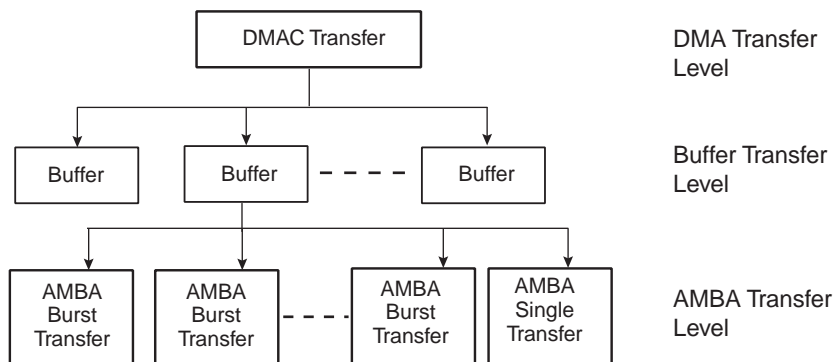 DMAC Transfer
DMA Transfer
Level
Buffer
Buffer
Buffer
Buffer Transfer
Level
AMBA
Burst
Transfer
AMBA
Burst
Transfer
AMBA
Burst
Transfer
AMBA
Single
Transfer
AMBA Transfer
Level